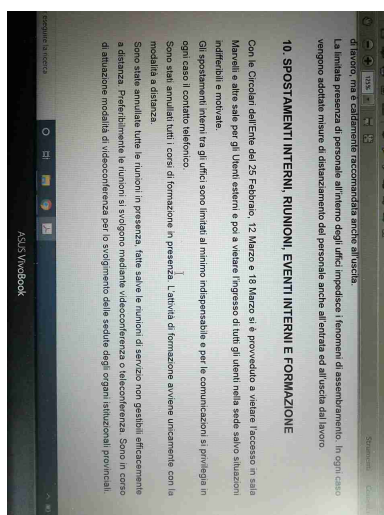 125%
Strumenti
di lavoro, ma è caldamente raccomandata anche all'uscita.
La limitata presenza di personale all'interno degli uffici impedisce i fenomeni di assembramento. In ogni caso
vengono adottate misure di distanziamento del personale anche all'entrata ed all'uscita dal lavoro.
10. SPOSTAMENTI INTERNI, RIUNIONI, EVENTI INTERNI E FORMAZIONE
Con le Circolari dell'Ente del 25 Febbraio, 12 Marzo e 18 Marzo si è provveduto a vietare l'accesso in sala
Marvelli e altre sale per gli Utenti esterni e poi a vietare l'ingresso di tutti gli utenti nella sede salvo situazioni
indifferibili e motivate.
Gli spostamenti interni tra gli uffici sono limitati al minimo indispensabile e per le comunicazioni si privilegia in
ogni caso il contatto telefonico.
Sono stati annullati tutti i corsi di formazione in presenza. L'attività di formazione avviene unicamente con la
modalità a distanza.
Sono state annullate tutte le riunioni in presenza, fatte salve le riunioni di servizio non gestibili efficacemente
a distanza. Preferibilmente le riunioni si svolgono mediante videoconferenza o teleconferenza. Sono in corso
di attuazione modalità di videoconferenza per lo svolgimento delle sedute degli organi istituzionali provinciali.
eseguire la ricerca
ASUS VivoBook